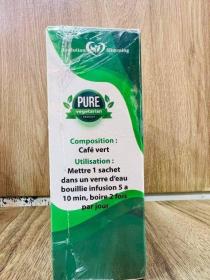 Slimming
PURE
vegetarian
Composition :
Café vert
Utilisation :
Mettre 1 sachet
dans un verre d'eau
bouillie infusion 5 a
10 min, boire 2 fois
par jour